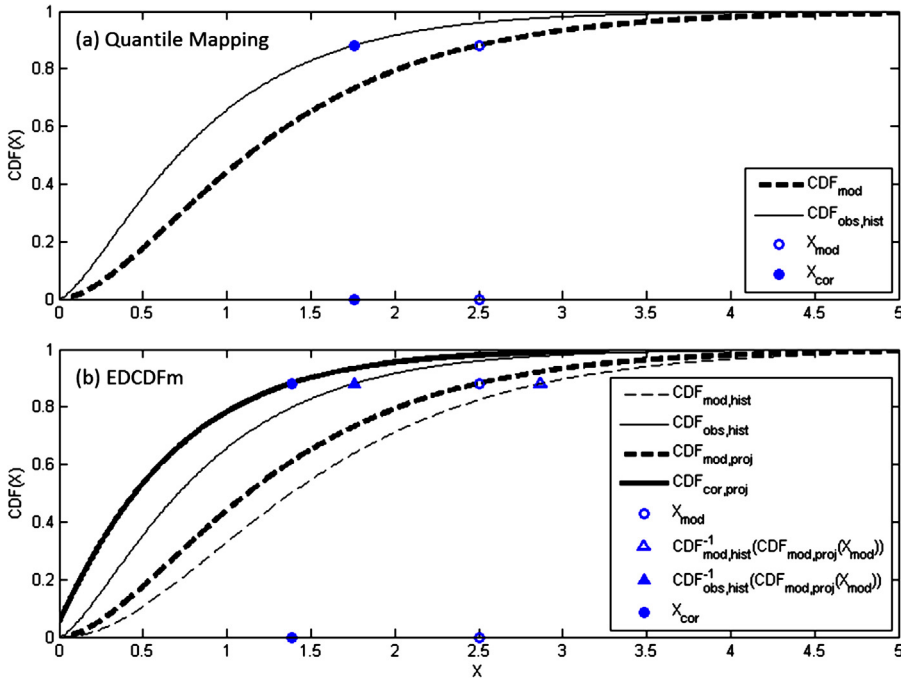 (a) Quantile Mapping
1
0.8
0.6
0.4
0.2
0
CDF(X)
0 0.5 1 1.5 2 2.5 3 3.5 4 4.5 5
CDFmod
CDFobs,hist
Xmod
Xcor
(b) EDCDFm
1
0.8
0.6
0.4
0.2
0
CDF(X)
0 0.5 1 1.5 2 2.5 3 3.5 4 4.5 5
X
CDFmod,hist
CDFobs,hist
CDFmod,proj
CDFcor,proj
Xmod
CDF-1mod,hist(CDFmod,proj(Xmod))
CDF-1obs,hist(CDFmod,proj(Xmod))
Xcor